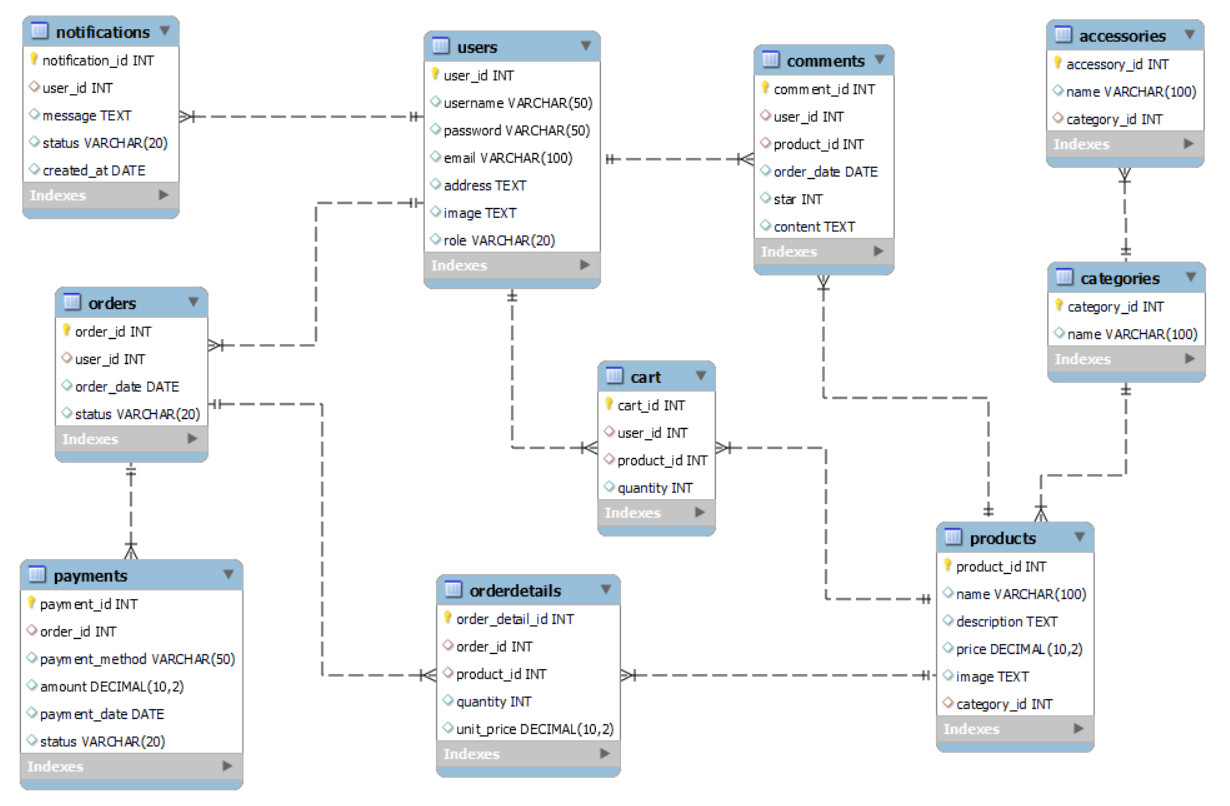 notifications
notification_id INT
user_id INT
message TEXT
status VARCHAR(20)
created_at DATE
Indexes
users
user_id INT
username VARCHAR(50)
password VARCHAR(50)
email VARCHAR(100)
address TEXT
image TEXT
role VARCHAR(20)
Indexes
comments
comment_id INT
user_id INT
product_id INT
order_date DATE
star INT
content TEXT
Indexes
accessories
accessory_id INT
name VARCHAR(100)
category_id INT
Indexes
orders
order_id INT
user_id INT
order_date DATE
status VARCHAR(20)
Indexes
cart
cart_id INT
user_id INT
product_id INT
quantity INT
Indexes
categories
category_id INT
name VARCHAR(100)
Indexes
payments
payment_id INT
order_id INT
payment_method VARCHAR(50)
amount DECIMAL(10,2)
payment_date DATE
status VARCHAR(20)
Indexes
orderdetails
order_detail_id INT
order_id INT
product_id INT
quantity INT
unit_price DECIMAL(10,2)
Indexes
products
product_id INT
name VARCHAR(100)
description TEXT
price DECIMAL(10,2)
image TEXT
category_id INT
Indexes